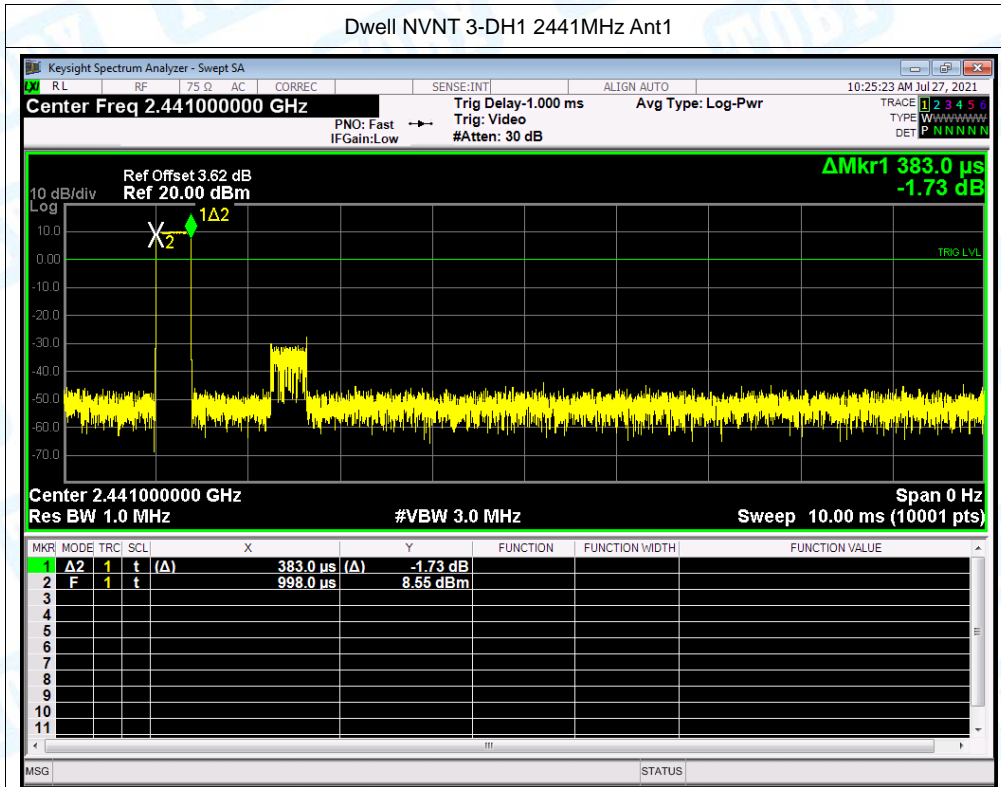 Dwell NVNT 3-DH1 2441MHz Ant1
Keysight Spectrum Analyzer - Swept SA
LXI RL RF 75 Ω AC CORREC SENSE:INT ALIGN AUTO 10:25:23 AM Jul 27, 2021
Center Freq 2.441000000 GHz
PNO: Fast
IFGain:Low
Trig Delay-1.000 ms
Trig: Video
#Atten: 30 dB
Avg Type: Log-Pwr
TRACE 1 2 3 4 5 6
TYPE WWWWWW
DET P N N N N N
ΔMkr1 383.0 µs
-1.73 dB
Ref Offset 3.62 dB
10 dB/div Ref 20.00 dBm
Log
1Δ2
10.0
2
0.00
TRIG LVL
-10.0
-20.0
-30.0
-40.0
-50.0
-60.0
-70.0
Center 2.441000000 GHz Span 0 Hz
Res BW 1.0 MHz #VBW 3.0 MHz Sweep 10.00 ms (10001 pts)
MKR MODE TRC SCL X Y FUNCTION FUNCTION WIDTH FUNCTION VALUE
1 Δ2 1 t (Δ) 383.0 µs (Δ) -1.73 dB
2 F 1 t 998.0 µs 8.55 dBm
3
4
5
6
7
8
9
10
11
MSG STATUS